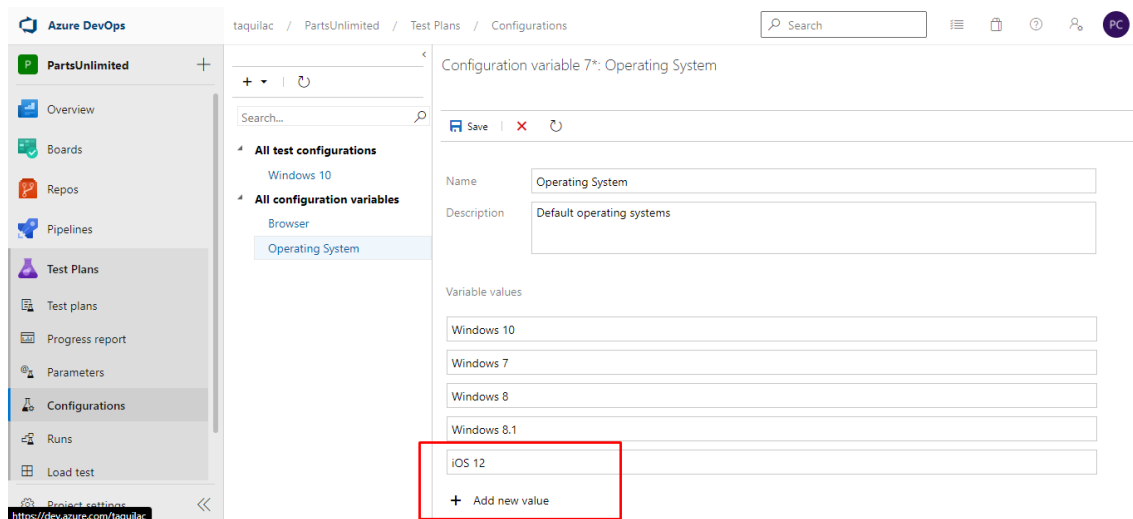 Azure DevOps
taquilac / PartsUnlimited / Test Plans / Configurations
Search
PC
P PartsUnlimited
Overview
Boards
Repos
Pipelines
Test Plans
Test plans
Progress report
Parameters
Configurations
Runs
Load test
Project settings
https://dev.azure.com/taquilac
Search...
All test configurations
Windows 10
All configuration variables
Browser
Operating System
Configuration variable 7*: Operating System
Save
Name Operating System
Description Default operating systems
Variable values
Windows 10
Windows 7
Windows 8
Windows 8.1
iOS 12
+ Add new value